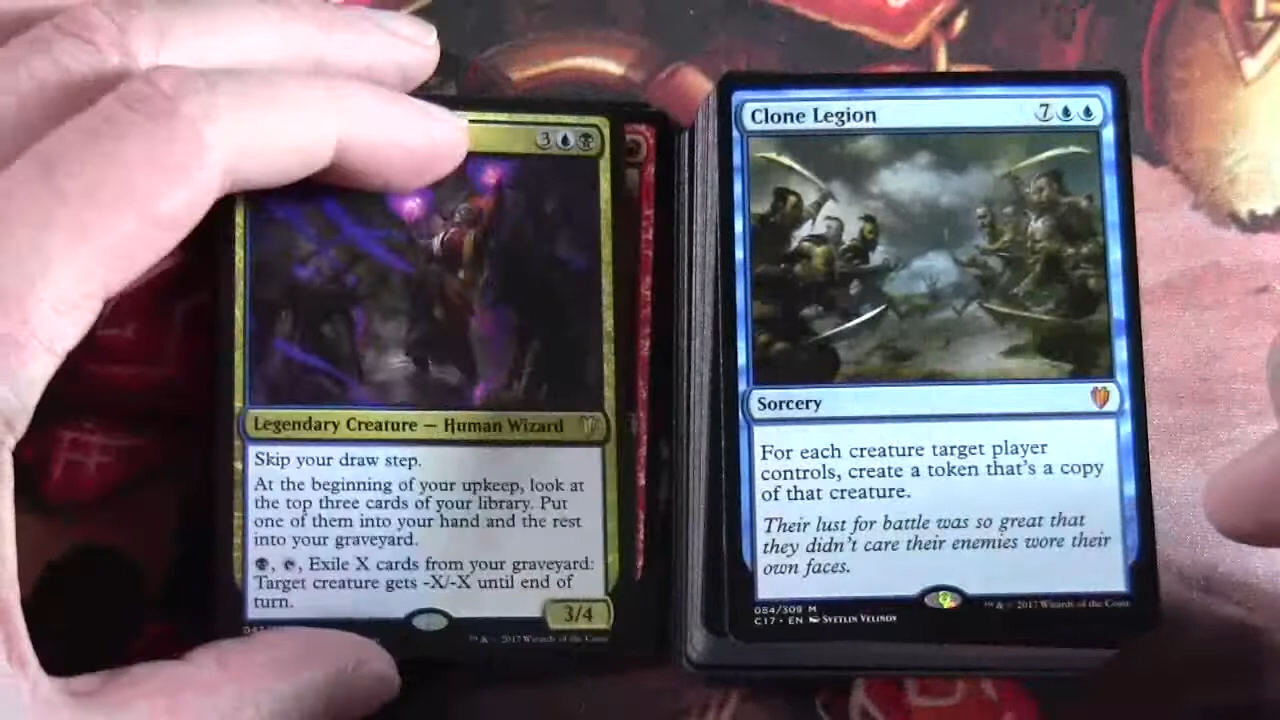 3
Legendary Creature — Human Wizard
Skip your draw step.
At the beginning of your upkeep, look at
the top three cards of your library. Put
one of them into your hand and the rest
into your graveyard.
, , Exile X cards from your graveyard:
Target creature gets -X/-X until end of
turn.
3/4
™ & © 2017 Wizards of the Coast
Clone Legion
7
Sorcery
For each creature target player
controls, create a token that's a copy
of that creature.
Their lust for battle was so great that
they didn't care their enemies wore their
own faces.
084/309 M
C17 • EN Svetlin Velinov
™ & © 2017 Wizards of the Coast